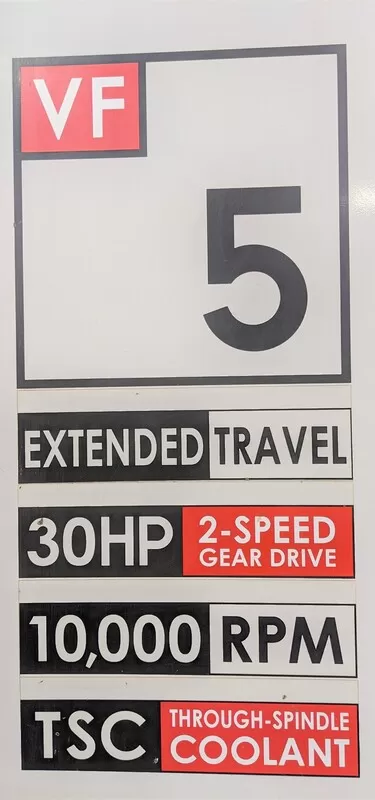 VF
5
EXTENDED TRAVEL
30HP 2-SPEED
GEAR DRIVE
10,000 RPM
TSC THROUGH-SPINDLE
COOLANT